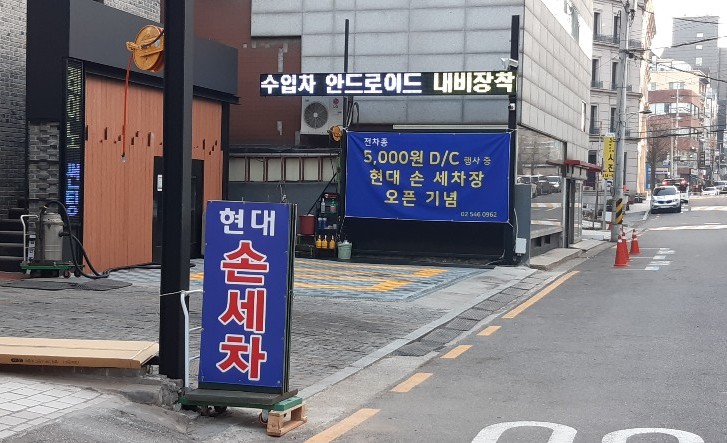 수입차 안드로이드 내비장착
전차종
5,000원 D/C 행사 중
현대 손 세차장
오픈 기념
02 546 0962
현대
손세차